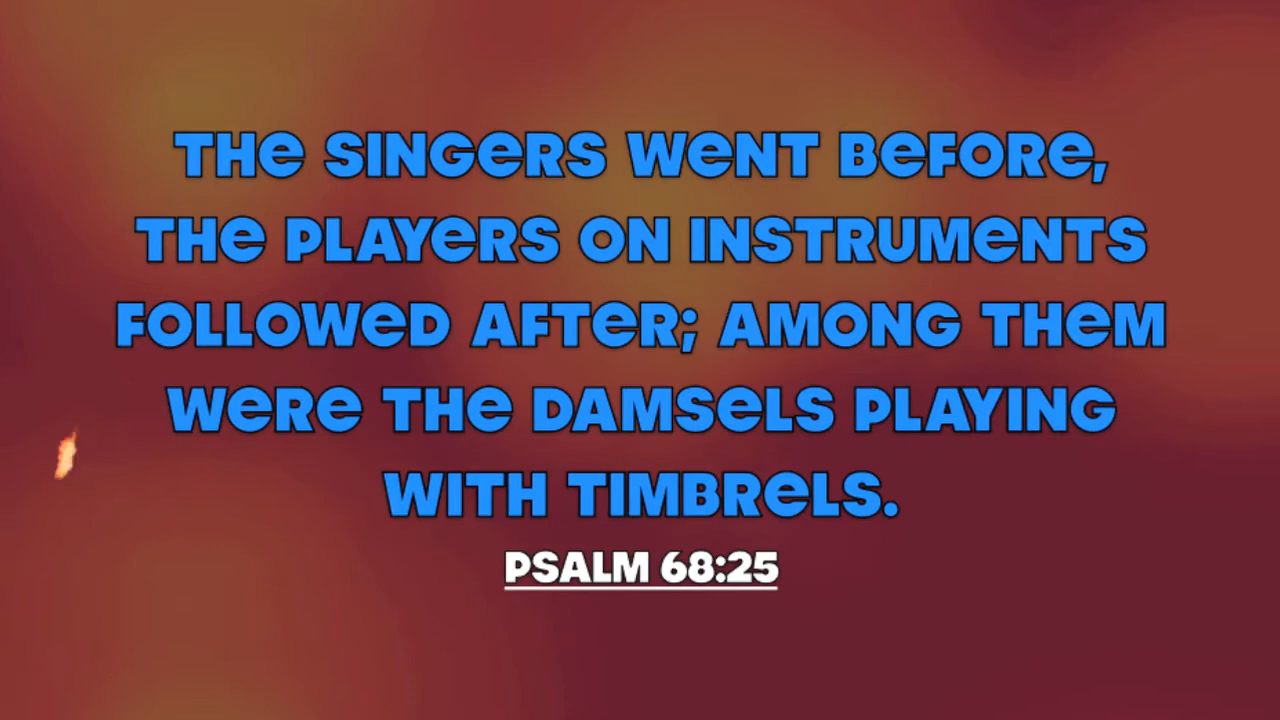 THe SINGeRS WeNT BeFORe,
THe PLAYeRS ON INSTRUMeNTS
FOLLOWeD AFTeR; AMONG THeM
WeRe THe DAMSeLS PLAYING
WITH TIMBReLS.
PSALM 68:25